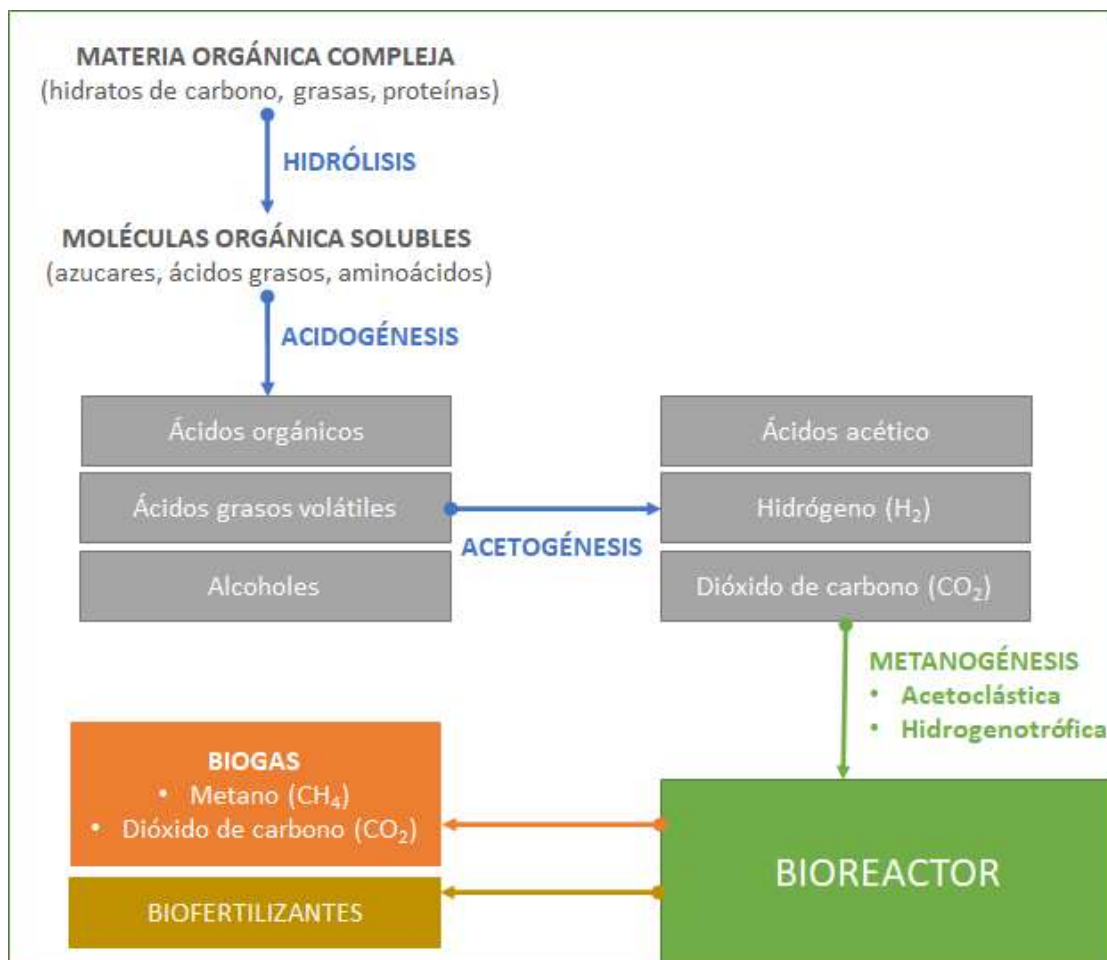 MATERIA ORGÁNICA COMPLEJA
(hidratos de carbono, grasas, proteínas)
HIDRÓLISIS
MOLÉCULAS ORGÁNICA SOLUBLES
(azucares, ácidos grasos, aminoácidos)
ACIDOGÉNESIS
Ácidos orgánicos
Ácidos grasos volátiles
Alcoholes
ACETOGÉNESIS
Ácidos acético
Hidrógeno (H₂)
Dióxido de carbono (CO₂)
METANOGÉNESIS
• Acetoclástica
• Hidrogenotrófica
BIOREACTOR
BIOGAS
• Metano (CH₄)
• Dióxido de carbono (CO₂)
BIOFERTILIZANTES